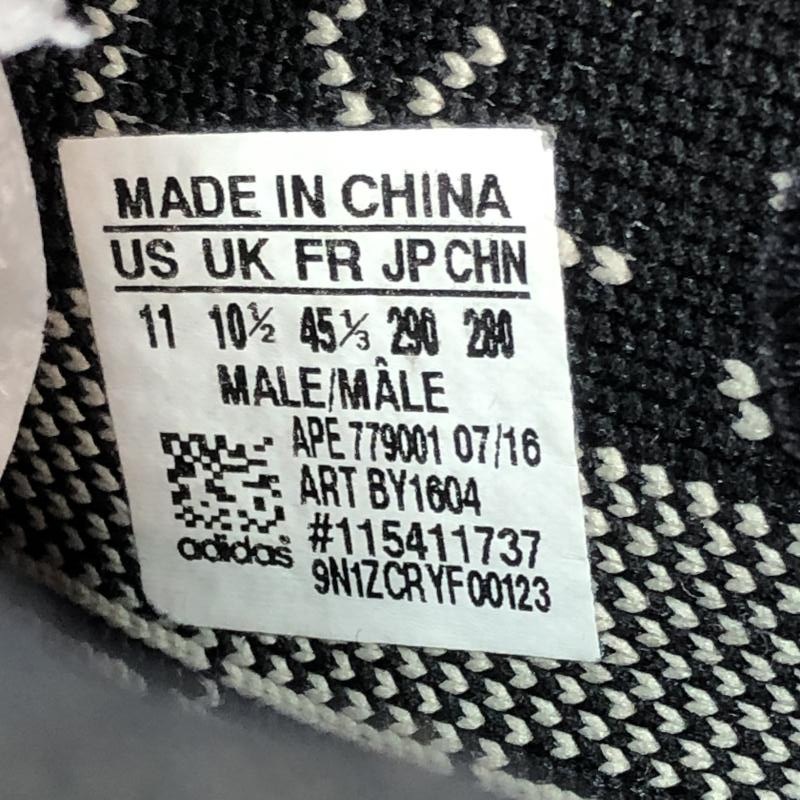 MADE IN CHINA
US UK FR JP CHN
11 10½ 45⅓ 290 280
MALE/MÂLE
APE 779001 07/16
ART BY1604
#115411737
adidas®
9N1ZCRYF00123